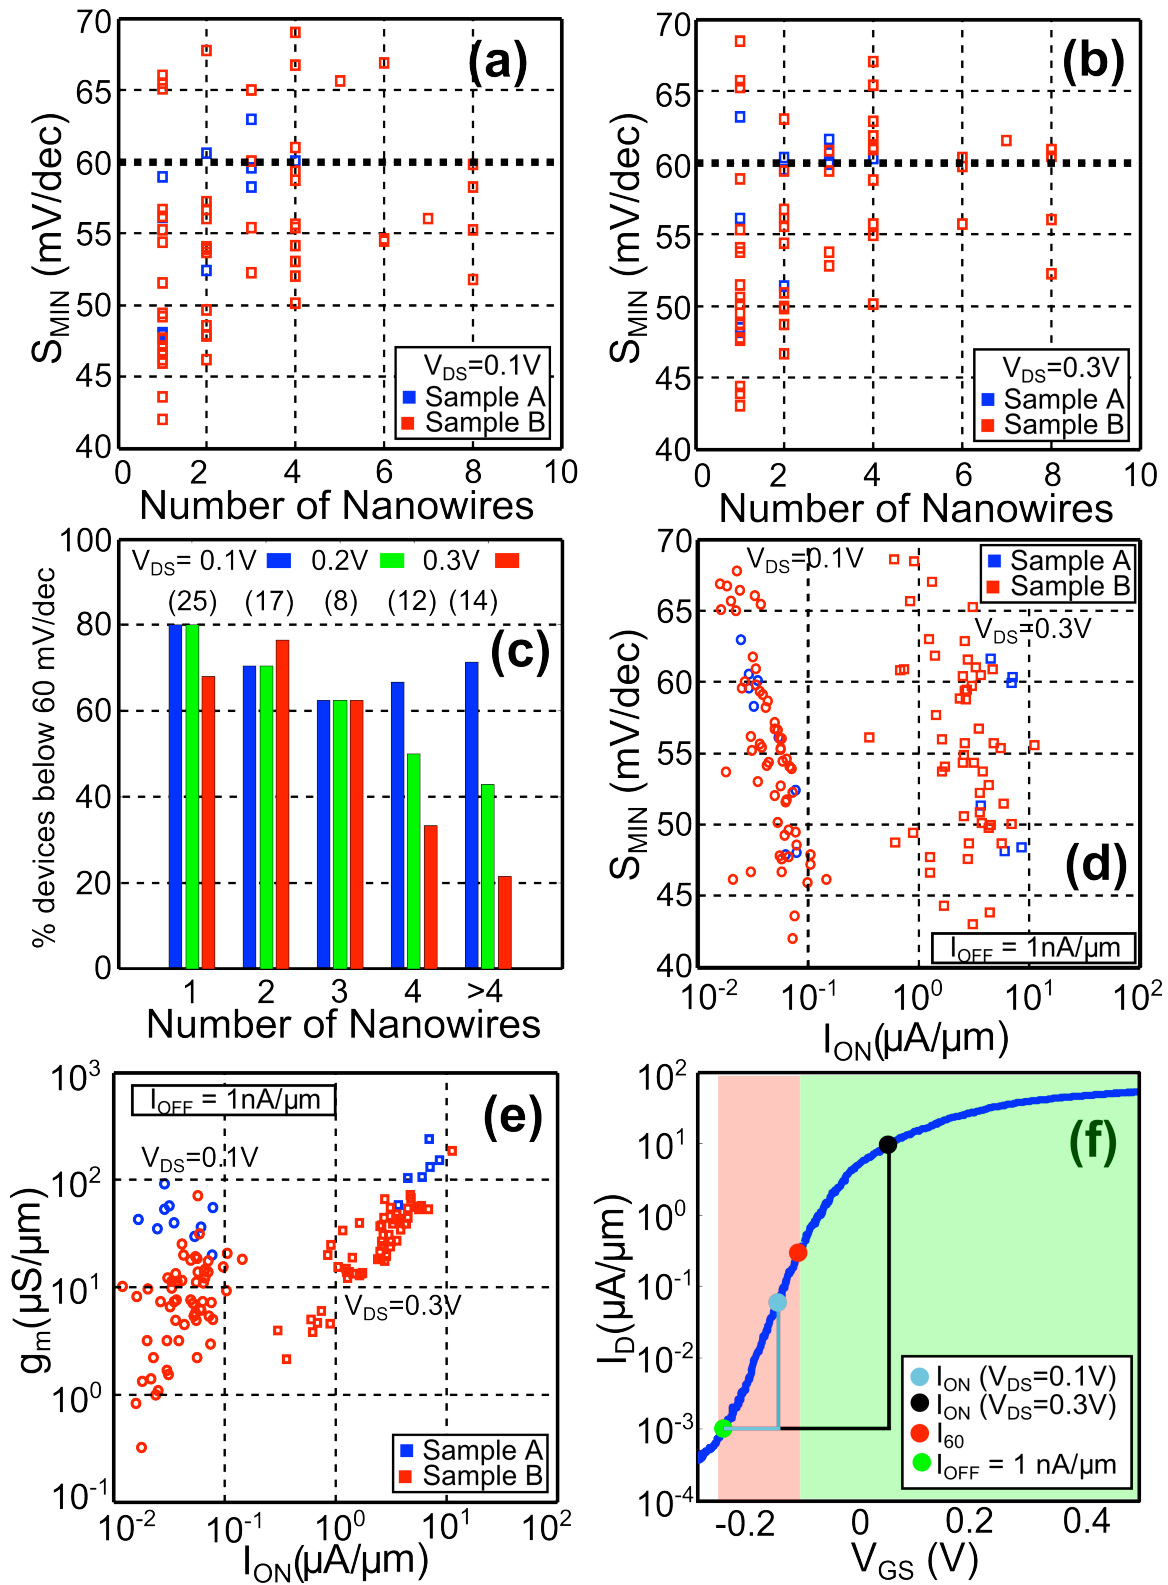 (a)
70
65
60
55
50
45
40
S_MIN (mV/dec)
V_DS=0.1V
Sample A
Sample B
0 2 4 6 8 10
Number of Nanowires
(b)
70
65
60
55
50
45
40
S_MIN (mV/dec)
V_DS=0.3V
Sample A
Sample B
0 2 4 6 8 10
Number of Nanowires
(c)
100
80
60
40
20
0
% devices below 60 mV/dec
V_DS= 0.1V 0.2V 0.3V
(25) (17) (8) (12) (14)
1 2 3 4 >4
Number of Nanowires
(d)
70
65
60
55
50
45
40
S_MIN (mV/dec)
V_DS=0.1V
Sample A
Sample B
V_DS=0.3V
I_OFF = 1nA/µm
10^-2 10^-1 10^0 10^1 10^2
I_ON(µA/µm)
(e)
10^3
10^2
10^1
10^0
10^-1
g_m(µS/µm)
I_OFF = 1nA/µm
V_DS=0.1V
V_DS=0.3V
Sample A
Sample B
10^-2 10^-1 10^0 10^1 10^2
I_ON(µA/µm)
(f)
10^2
10^1
10^0
10^-1
10^-2
10^-3
10^-4
I_D(µA/µm)
I_ON (V_DS=0.1V)
I_ON (V_DS=0.3V)
I_60
I_OFF = 1 nA/µm
-0.2 0 0.2 0.4
V_GS (V)